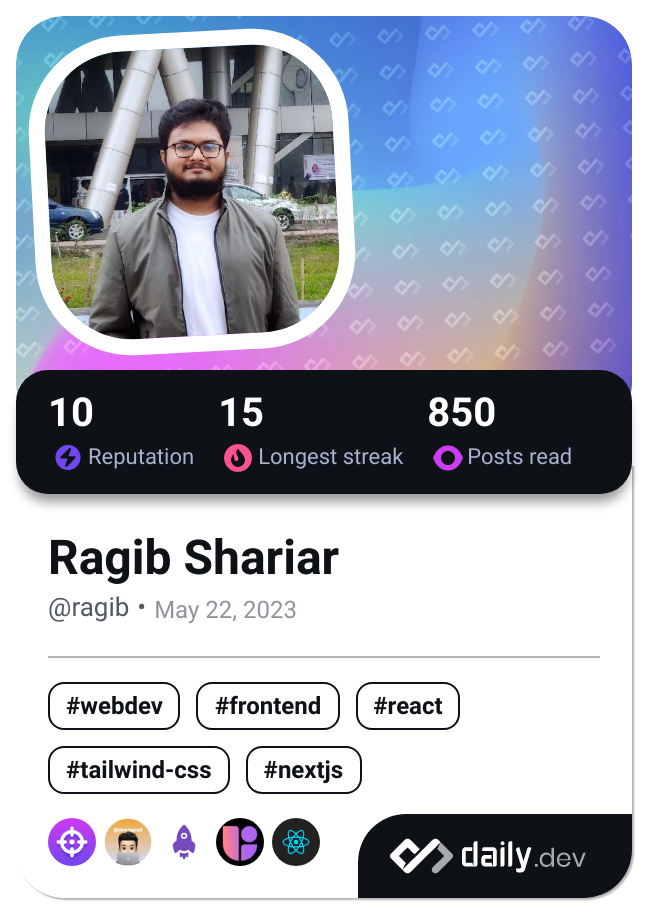 10 15 850
Reputation Longest streak Posts read
Ragib Shariar
@ragib • May 22, 2023
#webdev #frontend #react
#tailwind-css #nextjs
daily.dev